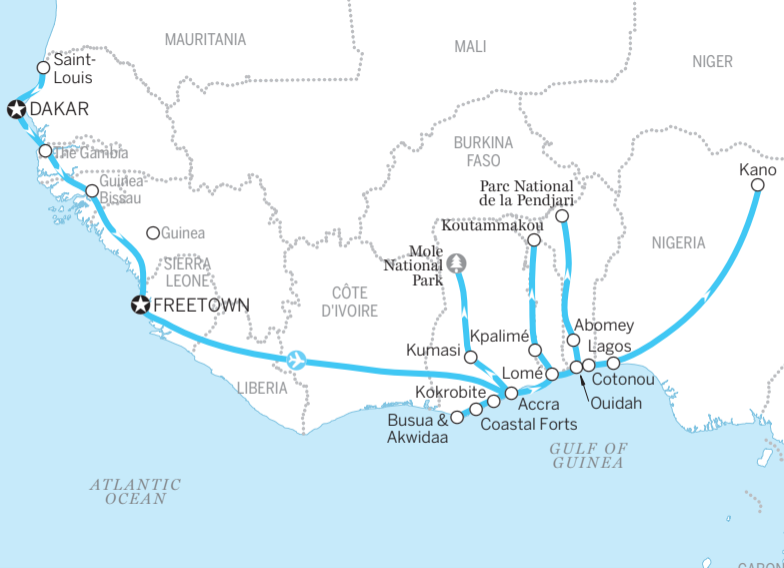 MAURITANIA
MALI
NIGER
Saint-
Louis
DAKAR
The Gambia
Guinea-
Bissau
Guinea
SIERRA
LEONE
FREETOWN
LIBERIA
CÔTE
D'IVOIRE
BURKINA
FASO
Parc National
de la Pendjari
Koutammakou
Mole
National
Park
Kano
NIGERIA
Kumasi
Kpalimé
Abomey
Lagos
Lomé
Cotonou
Ouidah
Kokrobite
Accra
Busua &
Akwidaa
Coastal Forts
GULF OF
GUINEA
ATLANTIC
OCEAN